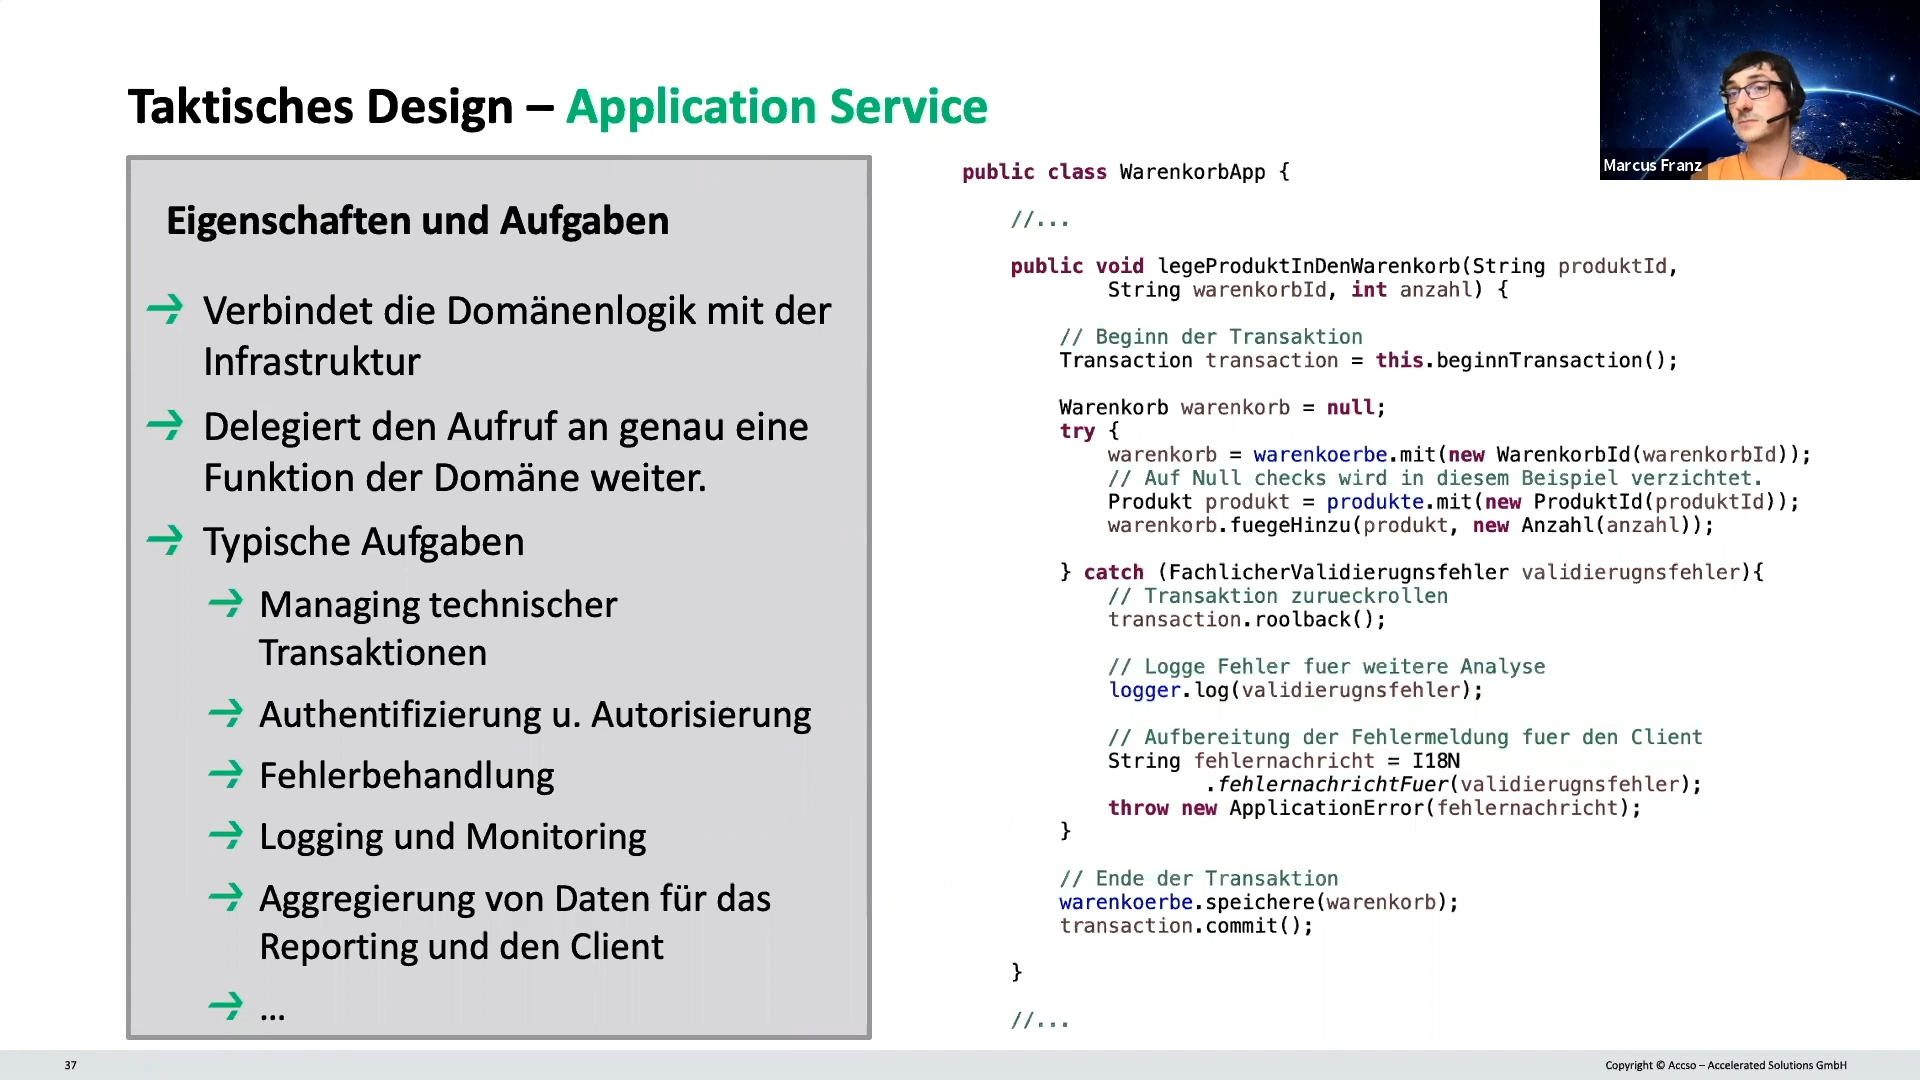 Taktisches Design – Application Service
Eigenschaften und Aufgaben
Verbindet die Domänenlogik mit der
Infrastruktur
Delegiert den Aufruf an genau eine
Funktion der Domäne weiter.
Typische Aufgaben
Managing technischer
Transaktionen
Authentifizierung u. Autorisierung
Fehlerbehandlung
Logging und Monitoring
Aggregierung von Daten für das
Reporting und den Client
...
public class WarenkorbApp {
//...
public void legeProduktInDenWarenkorb(String produktId,
String warenkorbId, int anzahl) {
// Beginn der Transaktion
Transaction transaction = this.beginnTransaction();
Warenkorb warenkorb = null;
try {
warenkorb = warenkoerbe.mit(new WarenkorbId(warenkorbId));
// Auf Null checks wird in diesem Beispiel verzichtet.
Produkt produkt = produkte.mit(new ProduktId(produktId));
warenkorb.fuegeHinzu(produkt, new Anzahl(anzahl));
} catch (FachlicherValidierugnsfehler validierugnsfehler){
// Transaktion zurueckrollen
transaction.roolback();
// Logge Fehler fuer weitere Analyse
logger.log(validierugnsfehler);
// Aufbereitung der Fehlermeldung fuer den Client
String fehlernachricht = I18N
.fehlernachrichtFuer(validierugnsfehler);
throw new ApplicationError(fehlernachricht);
}
// Ende der Transaktion
warenkoerbe.speichere(warenkorb);
transaction.commit();
}
//...
Marcus Franz
37
Copyright © Accso – Accelerated Solutions GmbH